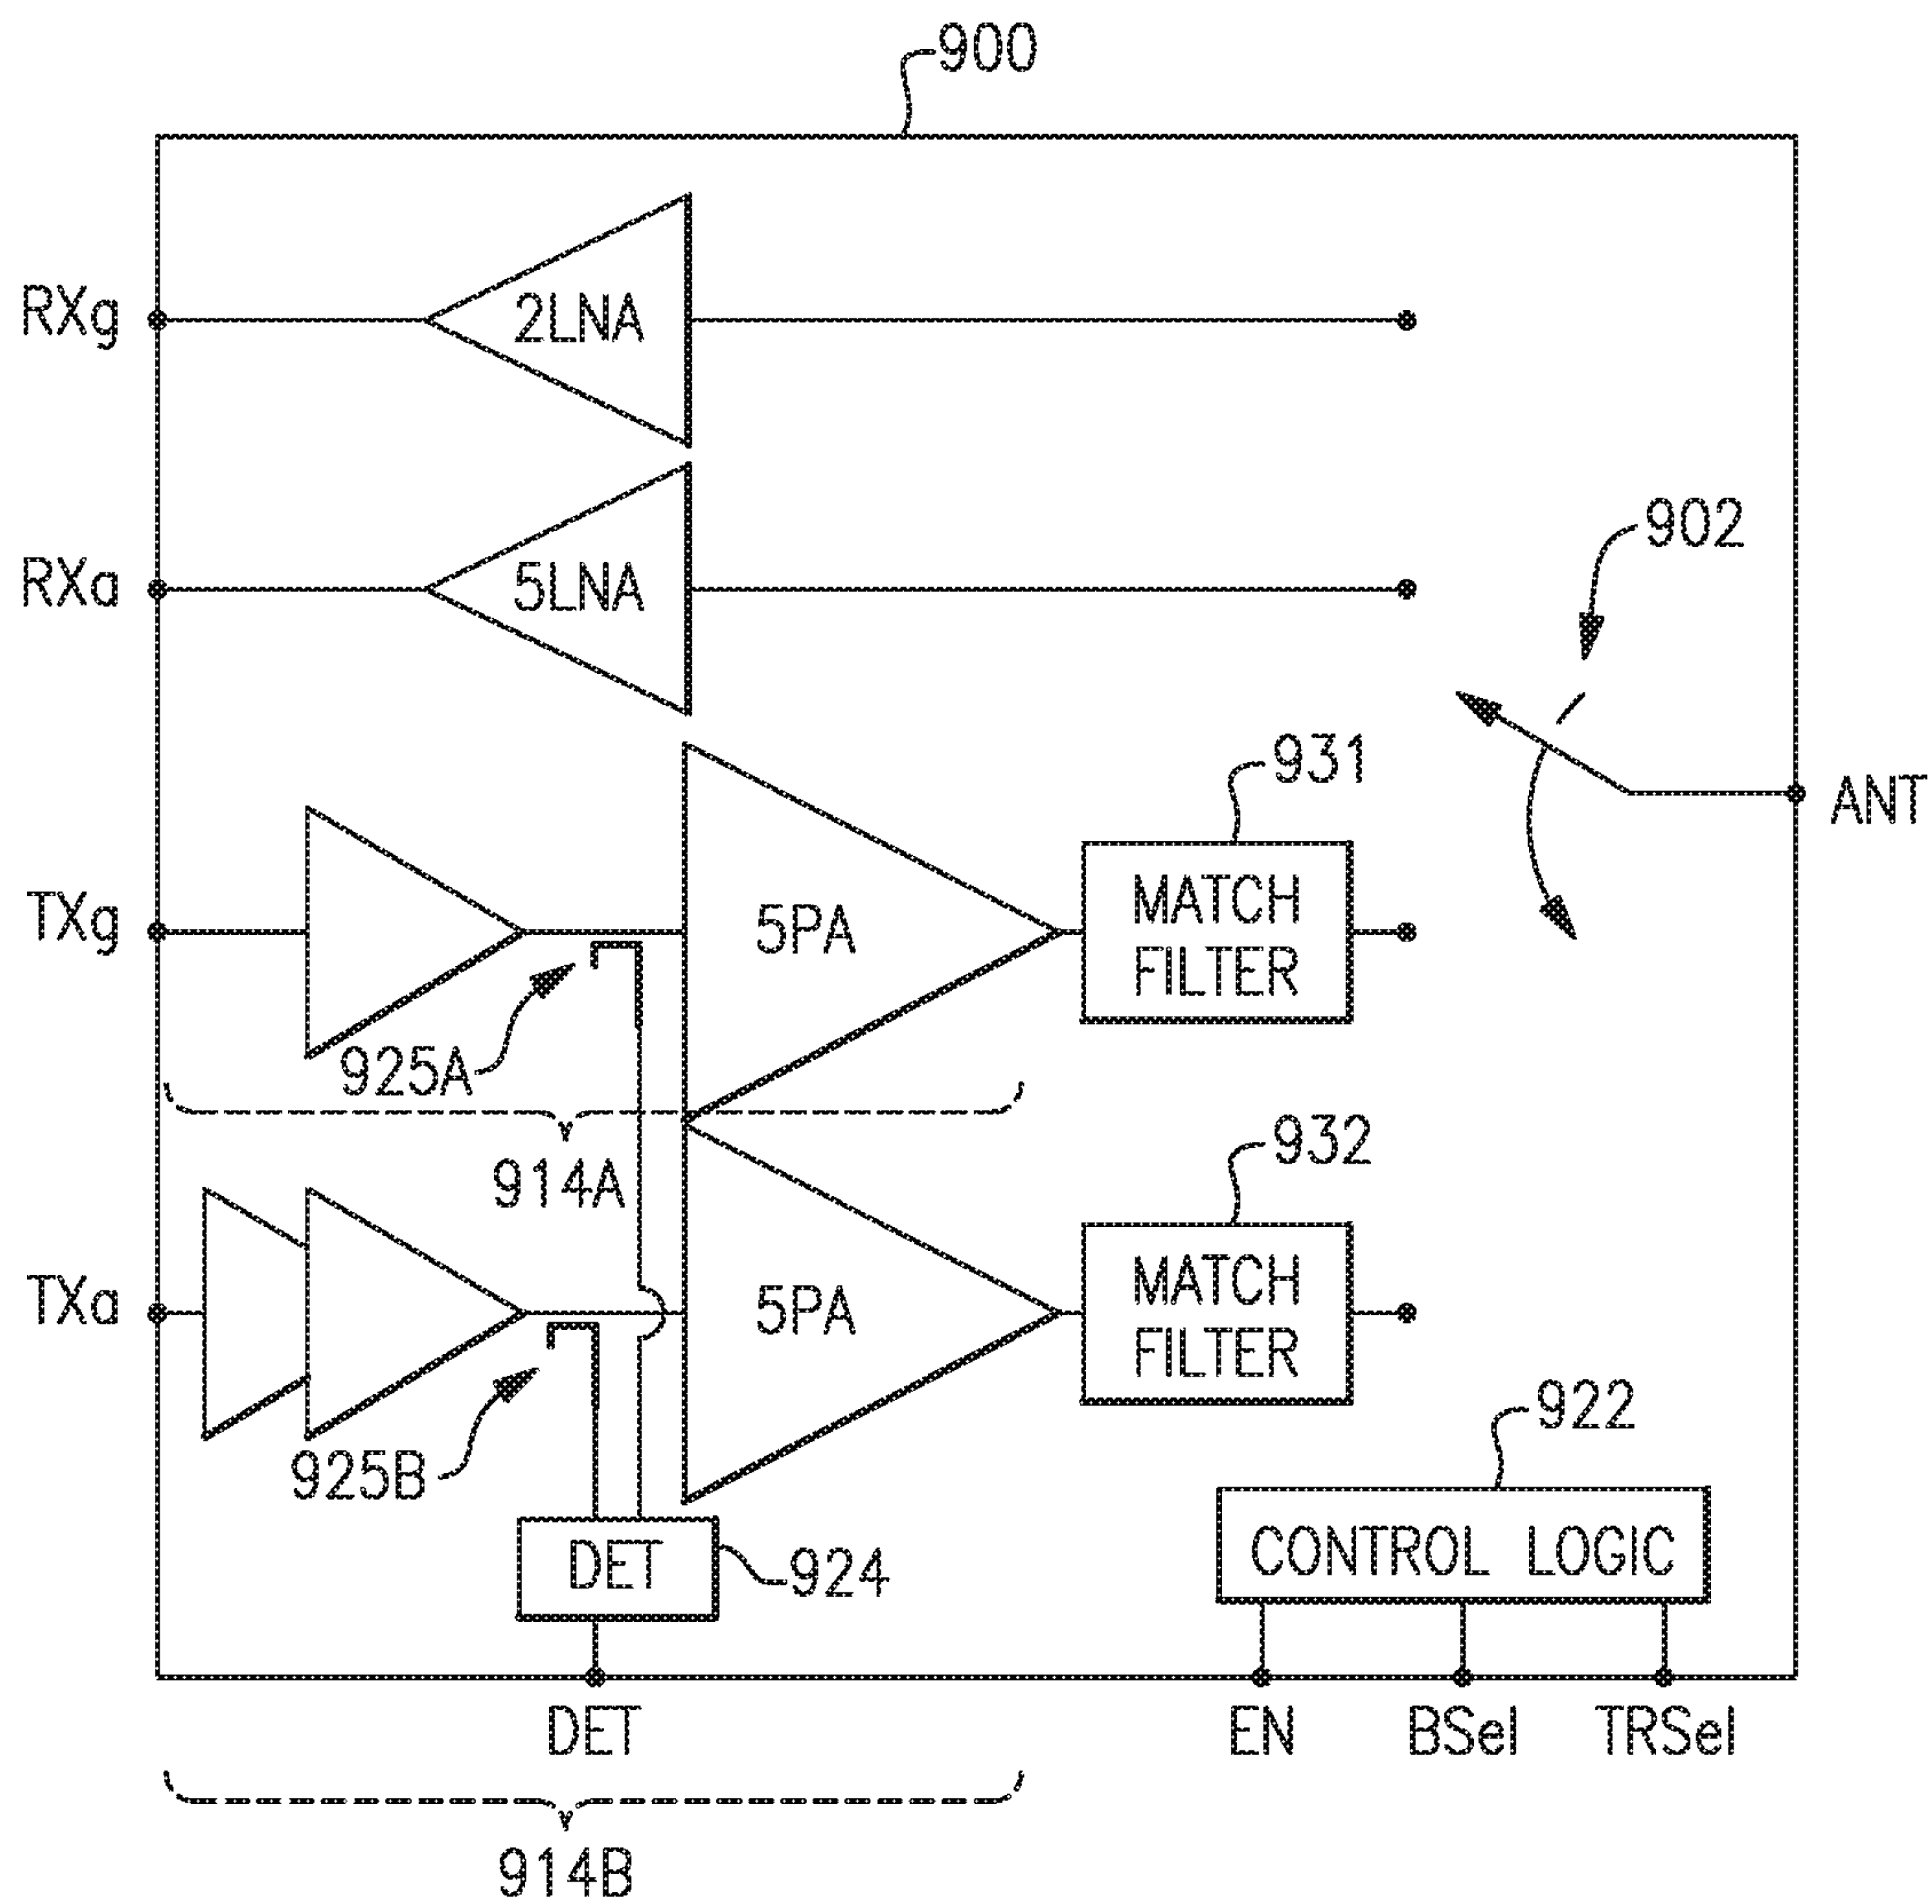 900
RXg
2LNA
RXa
5LNA
902
ANT
931
TXg
5PA
MATCH
FILTER
925A
914A
932
TXa
5PA
MATCH
FILTER
925B
922
CONTROL LOGIC
DET
924
DET
EN
BSel
TRSel
914B